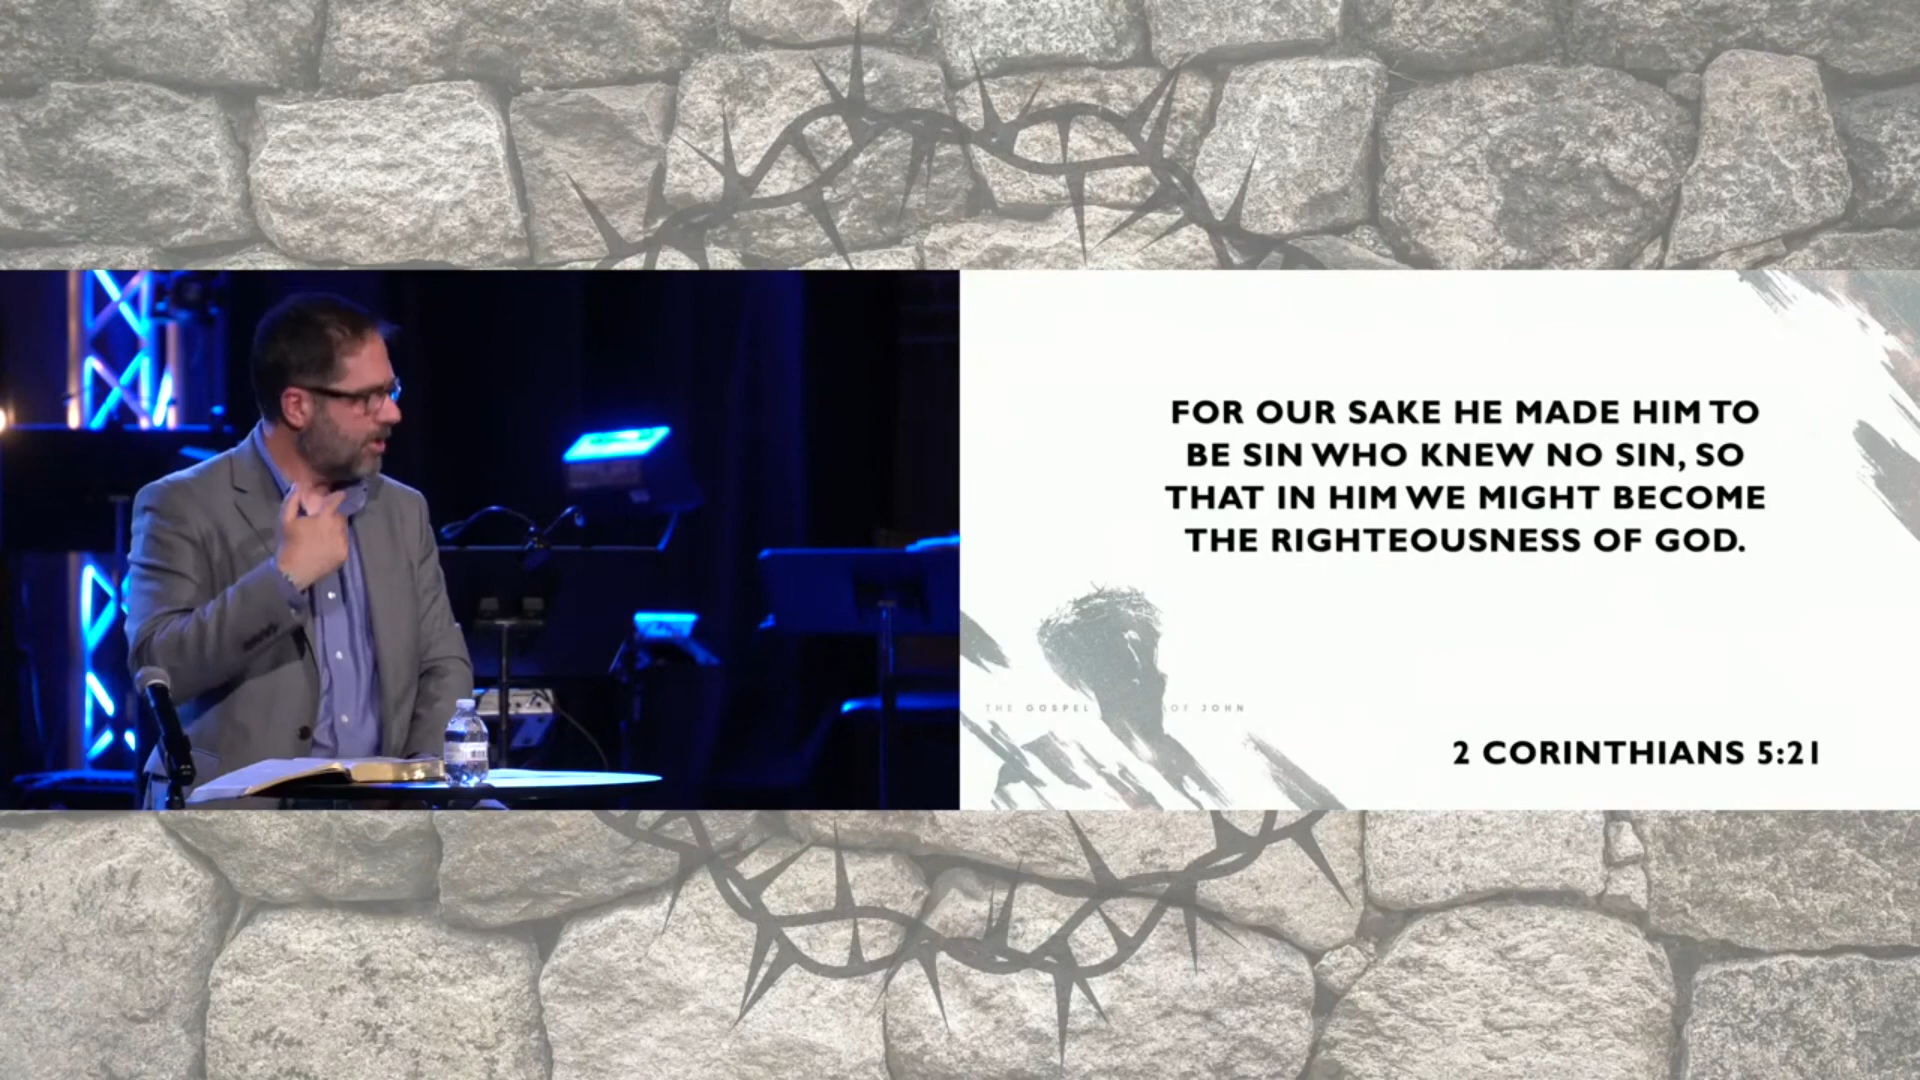 FOR OUR SAKE HE MADE HIM TO
BE SIN WHO KNEW NO SIN, SO
THAT IN HIM WE MIGHT BECOME
THE RIGHTEOUSNESS OF GOD.
THE GOSPEL OF JOHN
2 CORINTHIANS 5:21